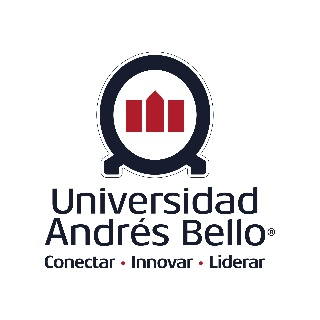 Universidad
Andrés Bello®
Conectar • Innovar • Liderar